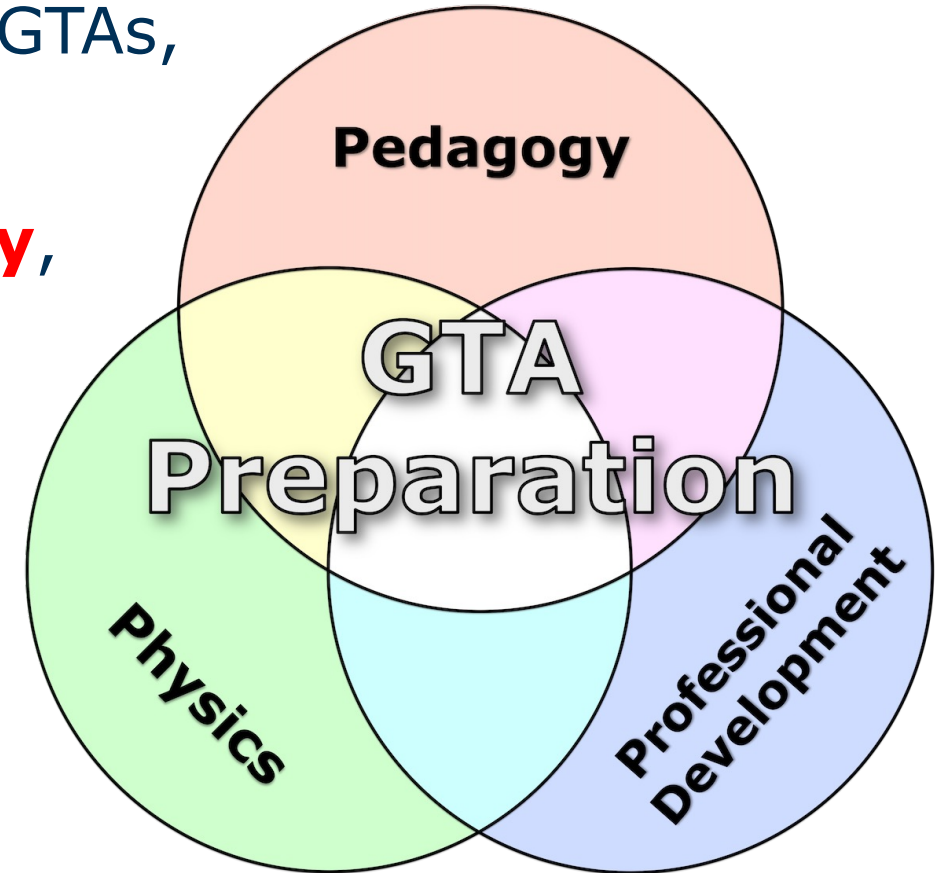 GTAs,
Pedagogy
y,
GTA
Preparation
Physics
Professional
Development